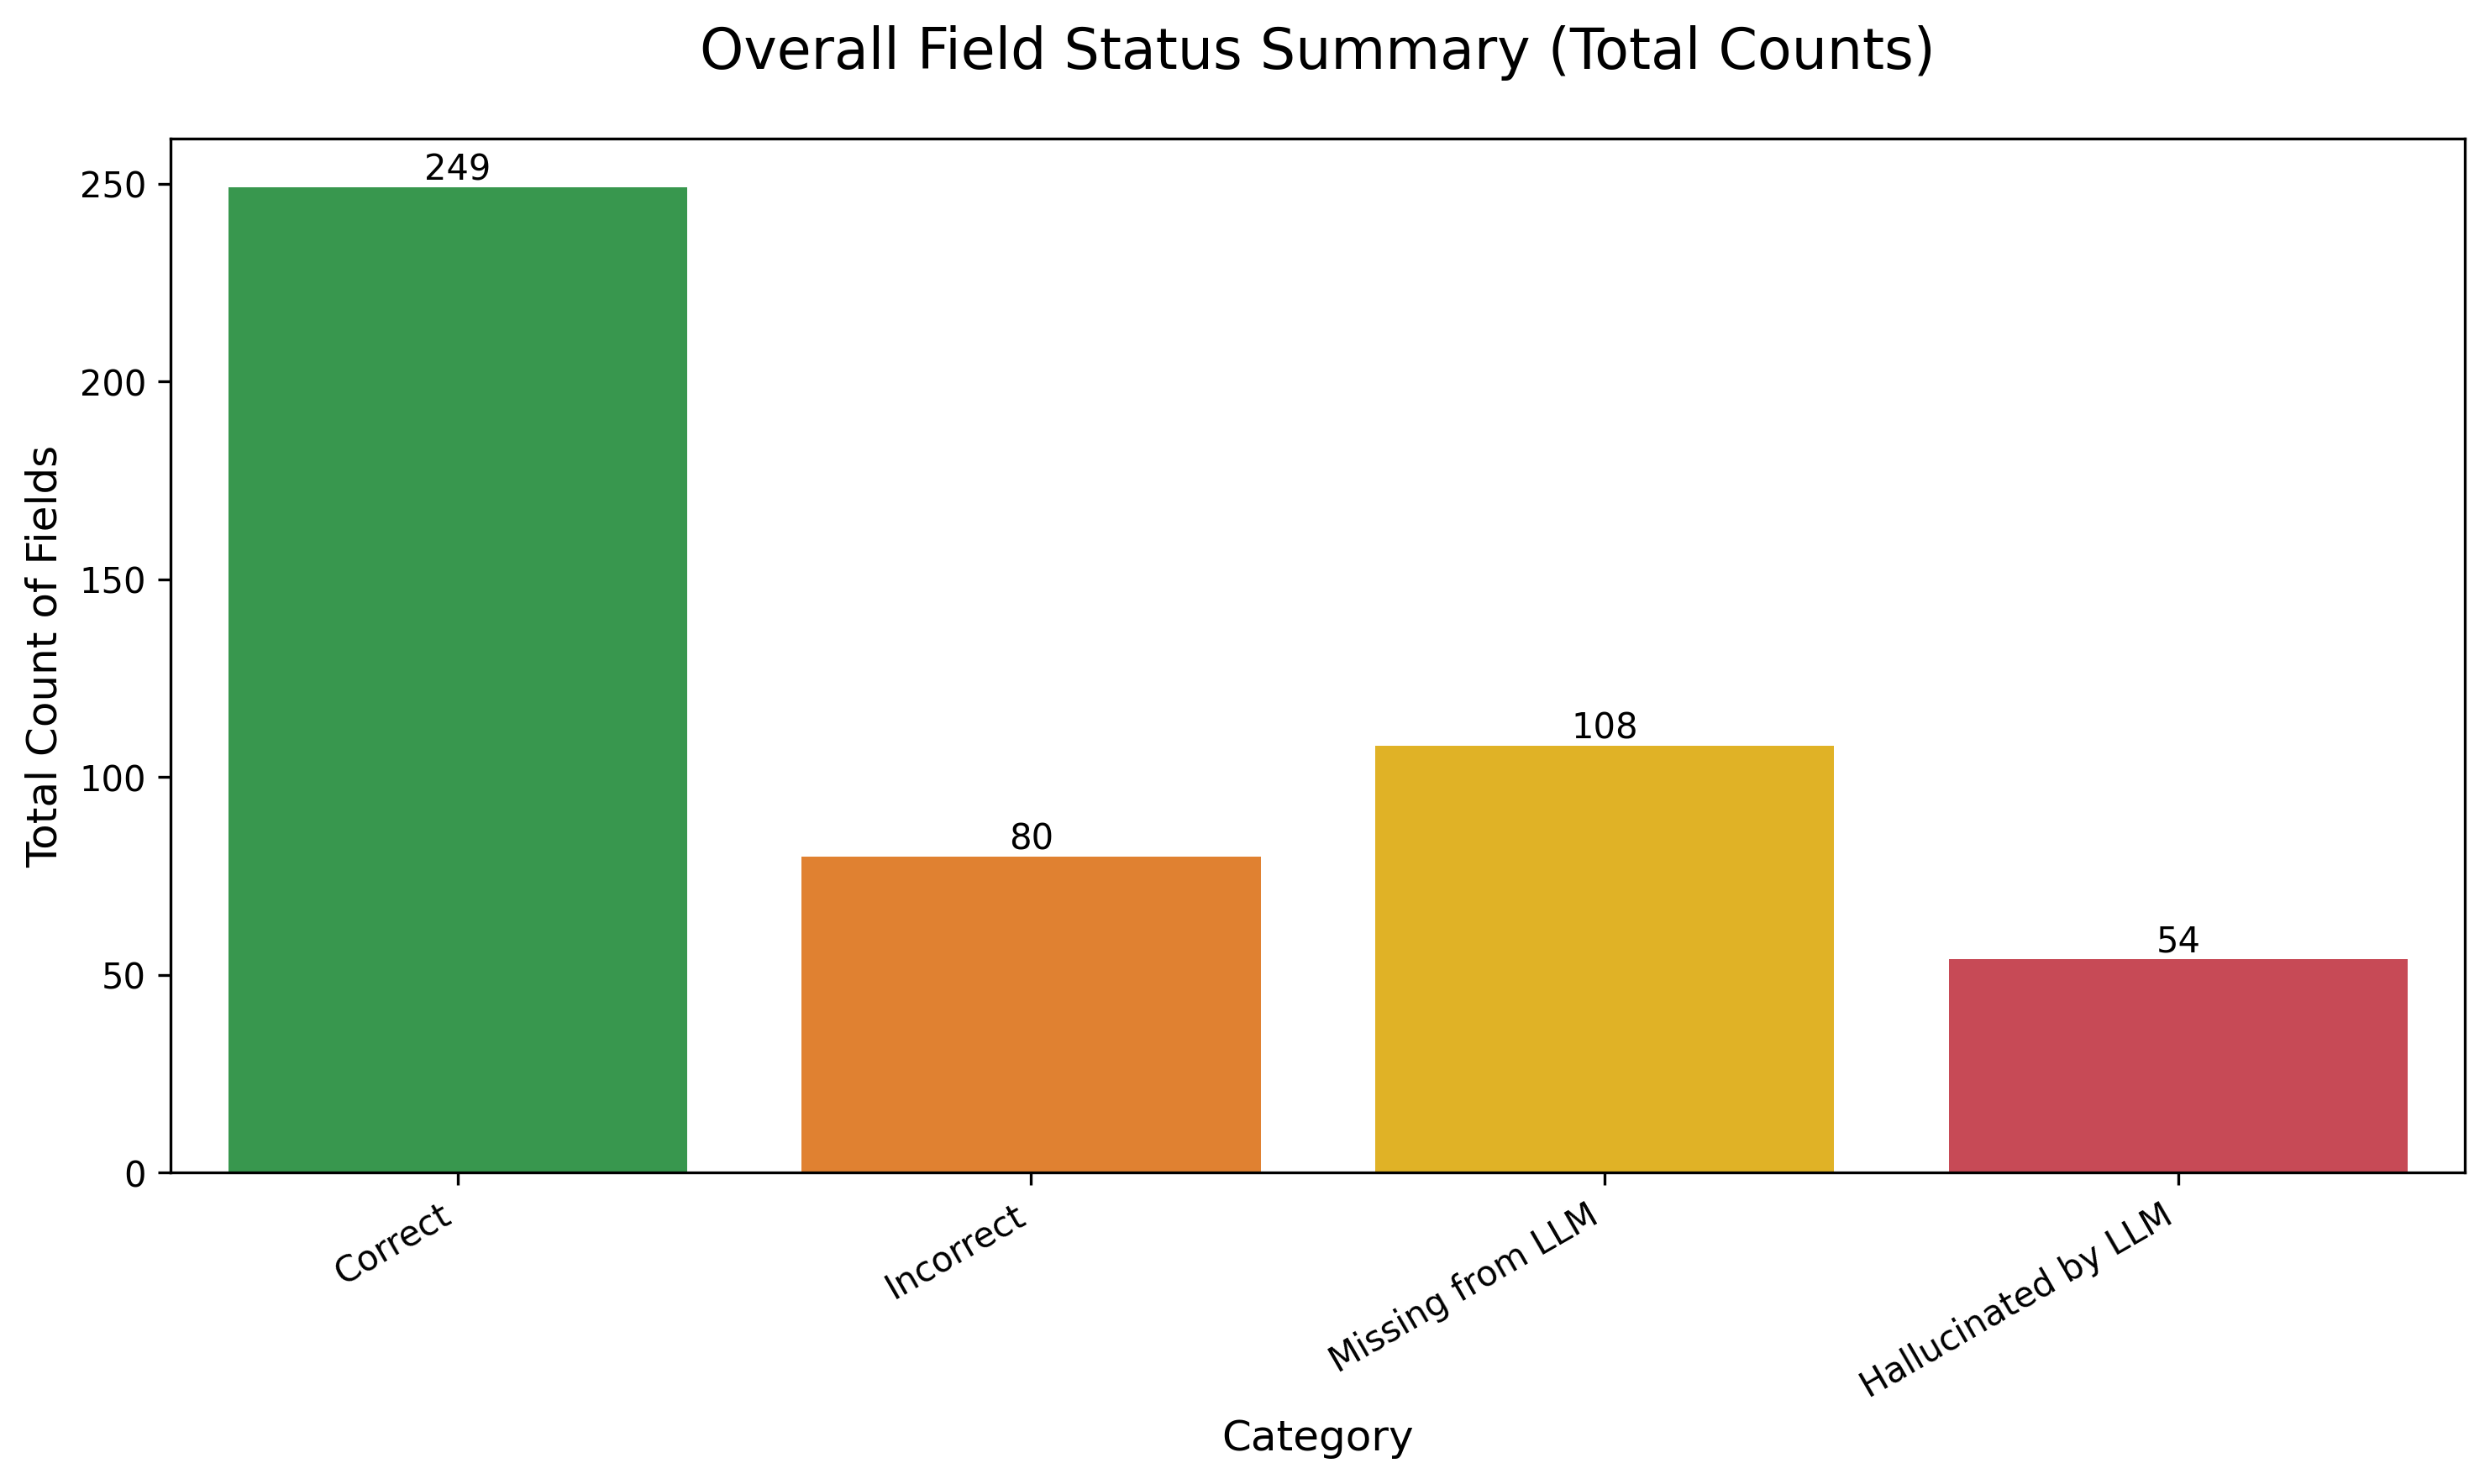 Overall Field Status Summary (Total Counts)
Total Count of Fields
250
200
150
100
50
0
249
80
108
54
Correct
Incorrect
Missing from LLM
Hallucinated by LLM
Category